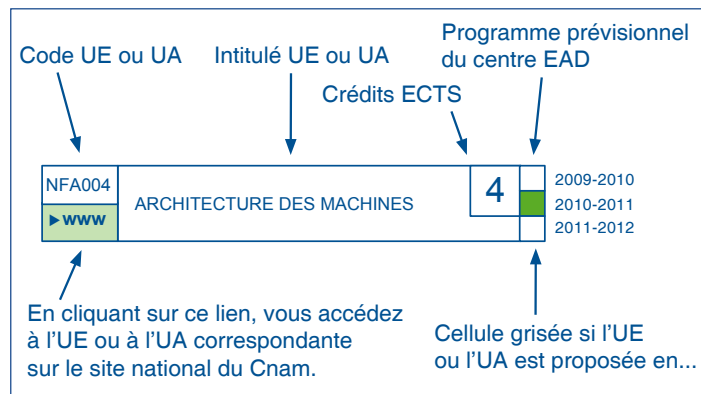 Programme prévisionnel
du centre EAD
Code UE ou UA
Intitulé UE ou UA
Crédits ECTS
NFA004
►www
ARCHITECTURE DES MACHINES
4
2009-2010
2010-2011
2011-2012
En cliquant sur ce lien, vous accédez
à l'UE ou à l'UA correspondante
sur le site national du Cnam.
Cellule grisée si l'UE
ou l'UA est proposée en...